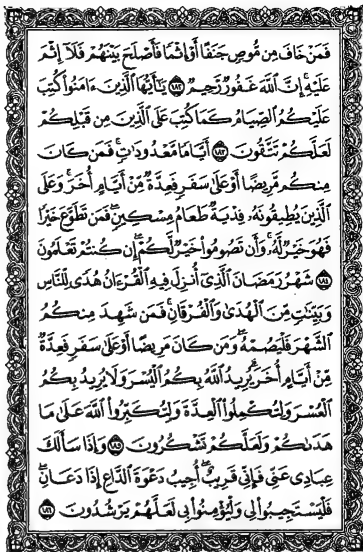 فَمَنْ خَافَ مِن مُّوصٍ جَنَفًا أَوْ إِثْمًا فَأَصْلَحَ بَيْنَهُمْ فَلَآ إِثْمَ
عَلَيْهِ إِنَّ ٱللَّهَ غَفُورٌ رَّحِيمٌ ١٨٢ يَٰٓأَيُّهَا ٱلَّذِينَ ءَامَنُوا۟ كُتِبَ
عَلَيْكُمُ ٱلصِّيَامُ كَمَا كُتِبَ عَلَى ٱلَّذِينَ مِن قَبْلِكُمْ
لَعَلَّكُمْ تَتَّقُونَ ١٨٣ أَيَّامًا مَّعْدُودَٰتٍ فَمَن كَانَ
مِنكُم مَّرِيضًا أَوْ عَلَىٰ سَفَرٍ فَعِدَّةٌ مِّنْ أَيَّامٍ أُخَرَ وَعَلَى
ٱلَّذِينَ يُطِيقُونَهُۥ فِدْيَةٌ طَعَامُ مِسْكِينٍ فَمَن تَطَوَّعَ خَيْرًا
فَهُوَ خَيْرٌ لَّهُۥ وَأَن تَصُومُوا۟ خَيْرٌ لَّكُمْ إِن كُنتُمْ تَعْلَمُونَ
١٨٤ شَهْرُ رَمَضَانَ ٱلَّذِىٓ أُنزِلَ فِيهِ ٱلْقُرْءَانُ هُدًى لِّلنَّاسِ
وَبَيِّنَٰتٍ مِّنَ ٱلْهُدَىٰ وَٱلْفُرْقَانِ فَمَن شَهِدَ مِنكُمُ
ٱلشَّهْرَ فَلْيَصُمْهُ وَمَن كَانَ مَرِيضًا أَوْ عَلَىٰ سَفَرٍ فَعِدَّةٌ
مِّنْ أَيَّامٍ أُخَرَ يُرِيدُ ٱللَّهُ بِكُمُ ٱلْيُسْرَ وَلَا يُرِيدُ بِكُمُ
ٱلْعُسْرَ وَلِتُكْمِلُوا۟ ٱلْعِدَّةَ وَلِتُكَبِّرُوا۟ ٱللَّهَ عَلَىٰ مَا
هَدَىٰكُمْ وَلَعَلَّكُمْ تَشْكُرُونَ ١٨٥ وَإِذَا سَأَلَكَ
عِبَادِى عَنِّى فَإِنِّى قَرِيبٌ أُجِيبُ دَعْوَةَ ٱلدَّاعِ إِذَا دَعَانِ
فَلْيَسْتَجِيبُوا۟ لِى وَلْيُؤْمِنُوا۟ بِى لَعَلَّهُمْ يَرْشُدُونَ ١٨٦